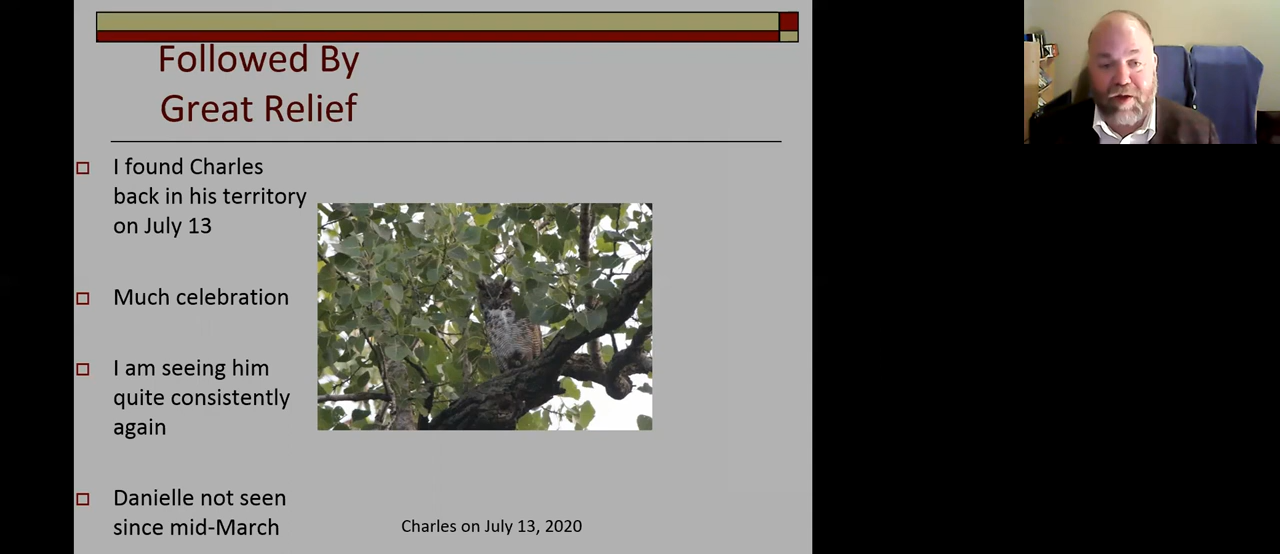 Followed By
Great Relief
I found Charles
back in his territory
on July 13
Much celebration
I am seeing him
quite consistently
again
Danielle not seen
since mid-March
Charles on July 13, 2020